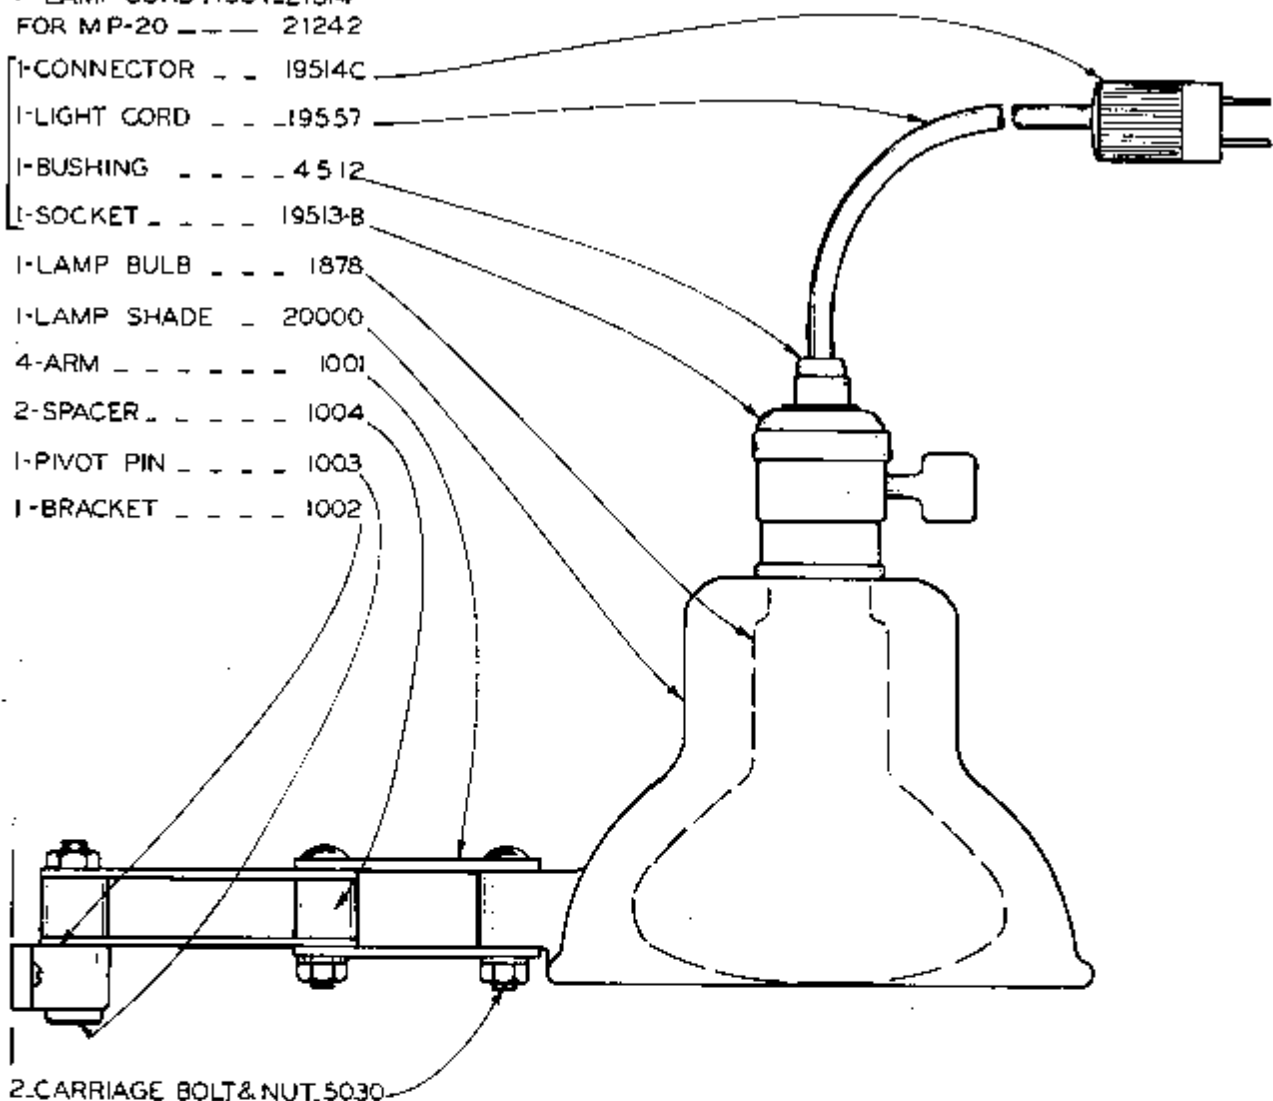 FOR MP-20 ----- 21242
1-CONNECTOR - - 19514C
1-LIGHT CORD - - - 19557
1-BUSHING - - - - 4512
1-SOCKET - - - - 19513-B
1-LAMP BULB - - - 1878
1-LAMP SHADE - 20000
4-ARM - - - - - - 1001
2-SPACER - - - - 1004
1-PIVOT PIN - - - - 1003
1-BRACKET - - - - 1002
2-CARRIAGE BOLT & NUT 5030